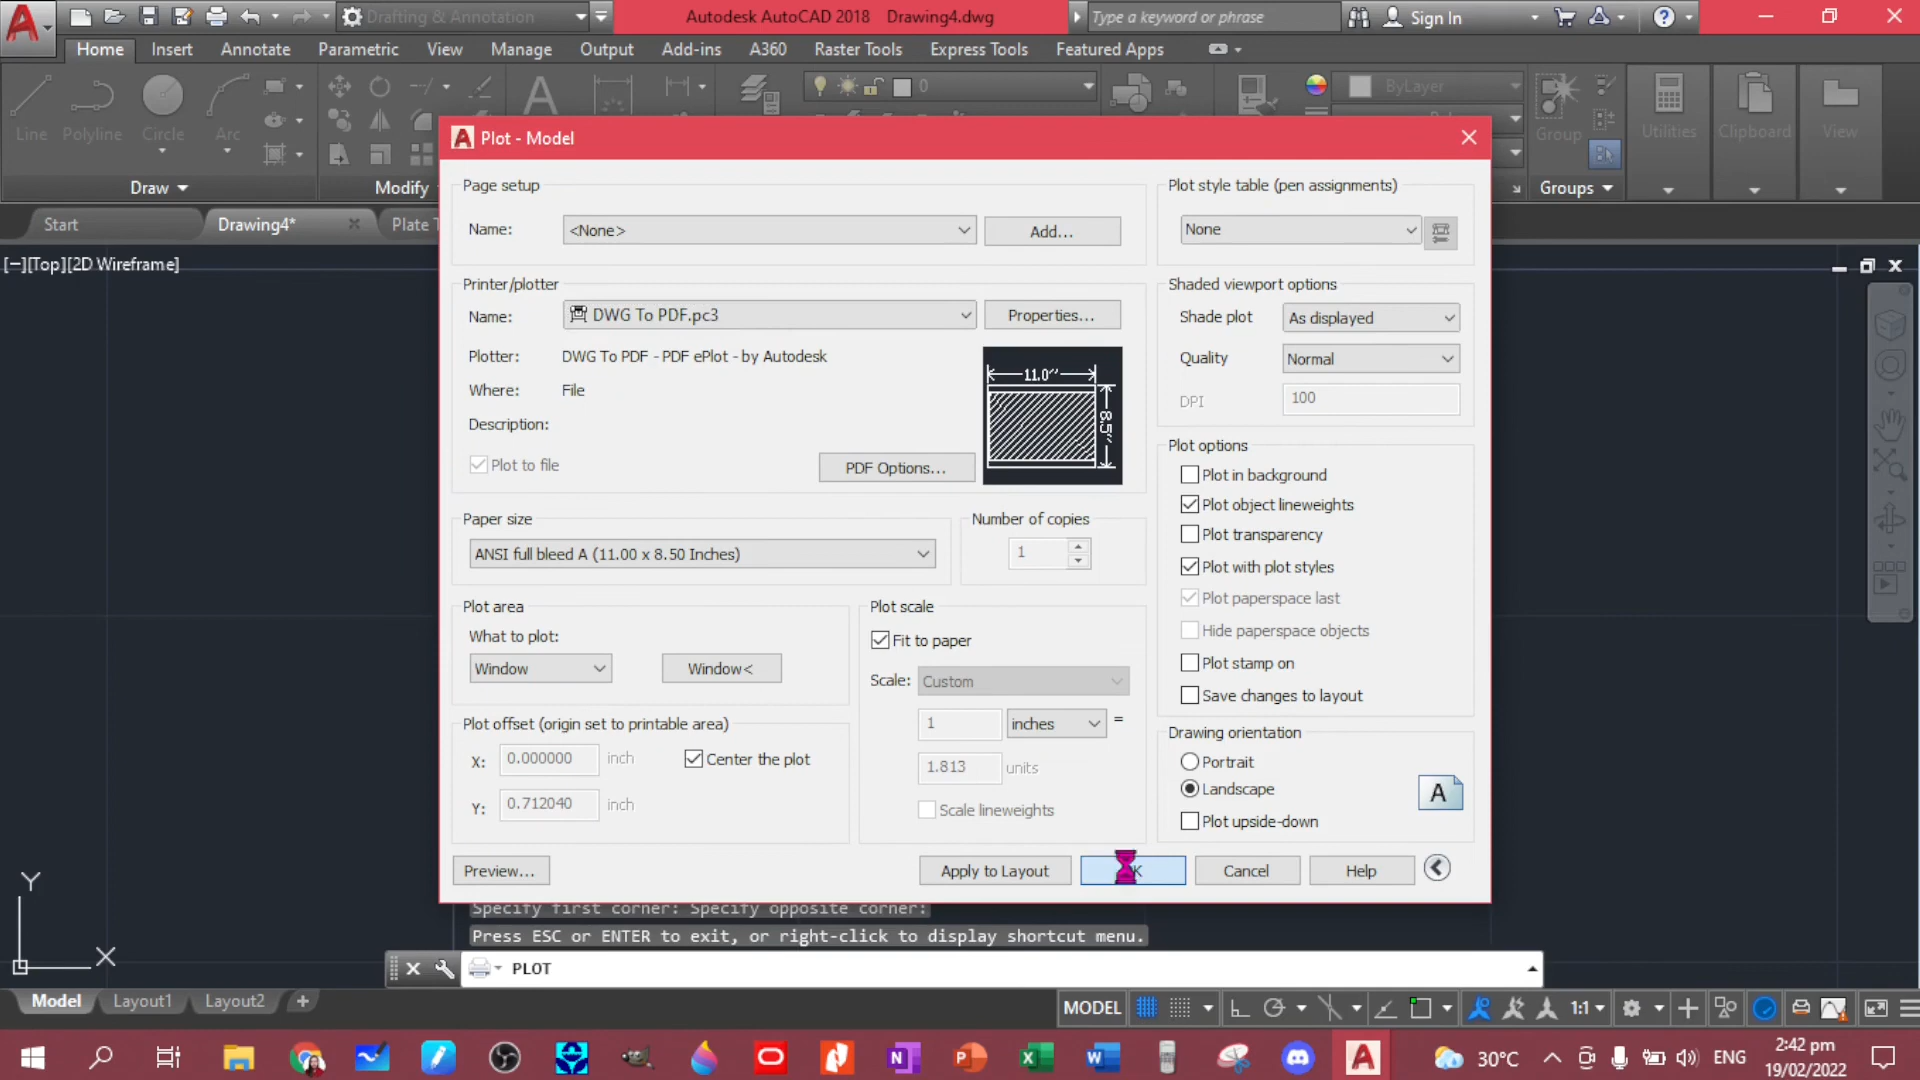 Drafting & Annotation
Autodesk AutoCAD 2018 Drawing4.dwg
Type a keyword or phrase
Sign In
Home Insert Annotate Parametric View Manage Output Add-ins A360 Raster Tools Express Tools Featured Apps
0
ByLayer
Line Polyline Circle Arc
Group Utilities Clipboard View
Draw Modify Groups
Start Drawing4* Plate
[−][Top][2D Wireframe]
Plot - Model
Page setup
Name: <None> Add...
Plot style table (pen assignments)
None
Printer/plotter
Name: DWG To PDF.pc3 Properties...
Plotter: DWG To PDF - PDF ePlot - by Autodesk
Where: File
Description:
Plot to file
PDF Options...
11.0″
8.5″
Shaded viewport options
Shade plot As displayed
Quality Normal
DPI 100
Paper size
ANSI full bleed A (11.00 x 8.50 Inches)
Number of copies
1
Plot options
Plot in background
Plot object lineweights
Plot transparency
Plot with plot styles
Plot paperspace last
Hide paperspace objects
Plot stamp on
Save changes to layout
Plot area
What to plot:
Window Window<
Plot scale
Fit to paper
Scale: Custom
1 inches =
1.813 units
Scale lineweights
Plot offset (origin set to printable area)
X: 0.000000 inch Center the plot
Y: 0.712040 inch
Drawing orientation
Portrait
Landscape
Plot upside-down
A
Preview... Apply to Layout Cancel Help
Specify first corner: Specify opposite corner:
Press ESC or ENTER to exit, or right-click to display shortcut menu.
PLOT
Y
X
Model Layout1 Layout2 +
MODEL 1:1
30°C ENG 2:42 pm
19/02/2022